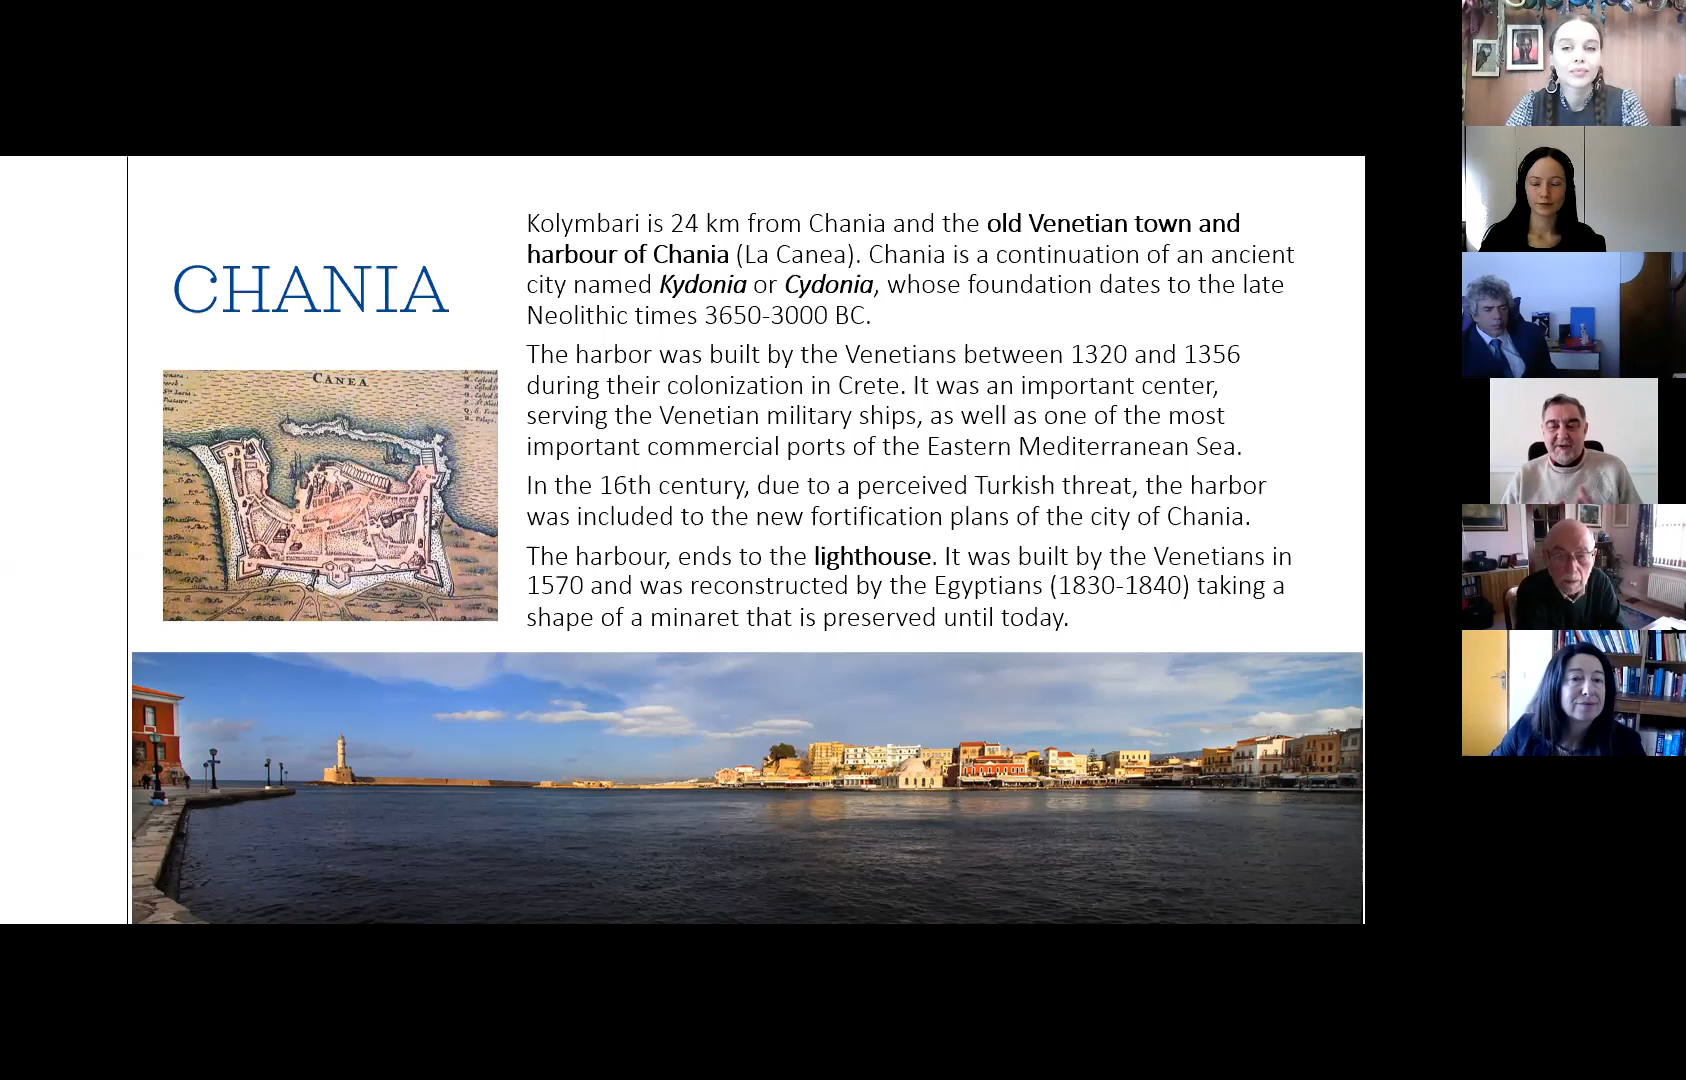 CHANIA
CANEA
Kolymbari is 24 km from Chania and the old Venetian town and
harbour of Chania (La Canea). Chania is a continuation of an ancient
city named Kydonia or Cydonia, whose foundation dates to the late
Neolithic times 3650-3000 BC.
The harbor was built by the Venetians between 1320 and 1356
during their colonization in Crete. It was an important center,
serving the Venetian military ships, as well as one of the most
important commercial ports of the Eastern Mediterranean Sea.
In the 16th century, due to a perceived Turkish threat, the harbor
was included to the new fortification plans of the city of Chania.
The harbour, ends to the lighthouse. It was built by the Venetians in
1570 and was reconstructed by the Egyptians (1830-1840) taking a
shape of a minaret that is preserved until today.